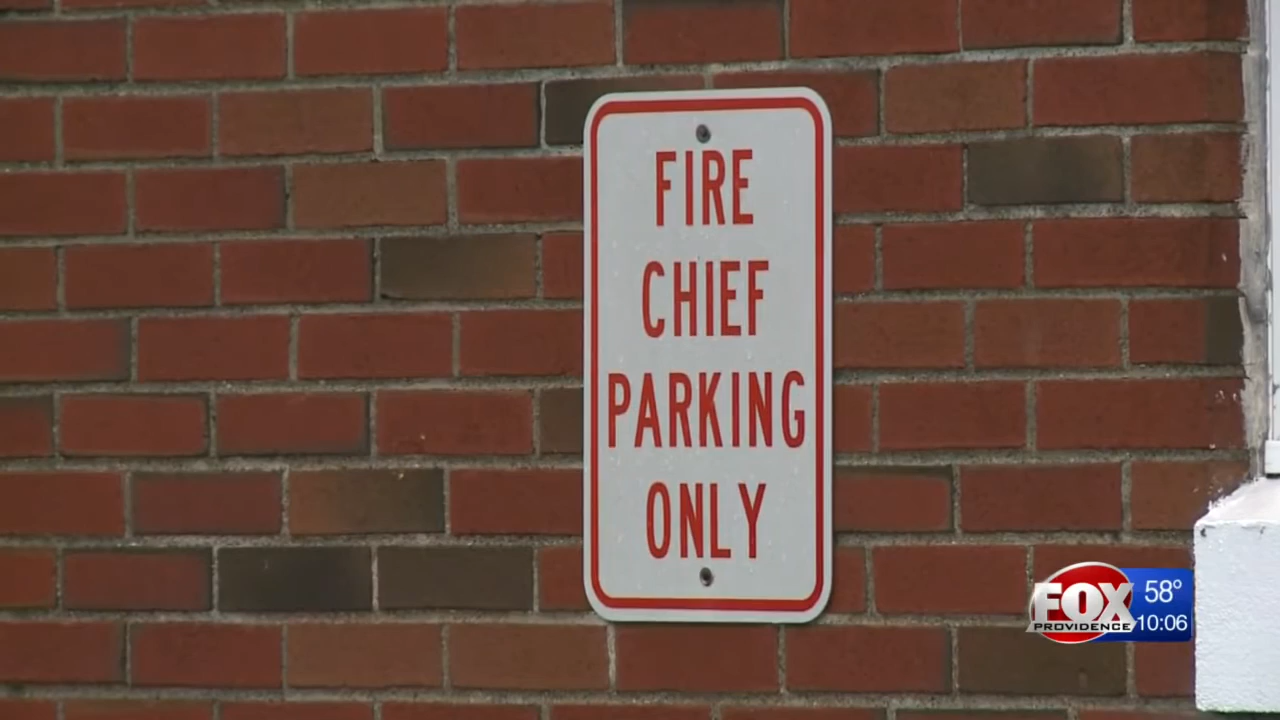 FIRE
CHIEF
PARKING
ONLY
FOX 58°
PROVIDENCE 10:06